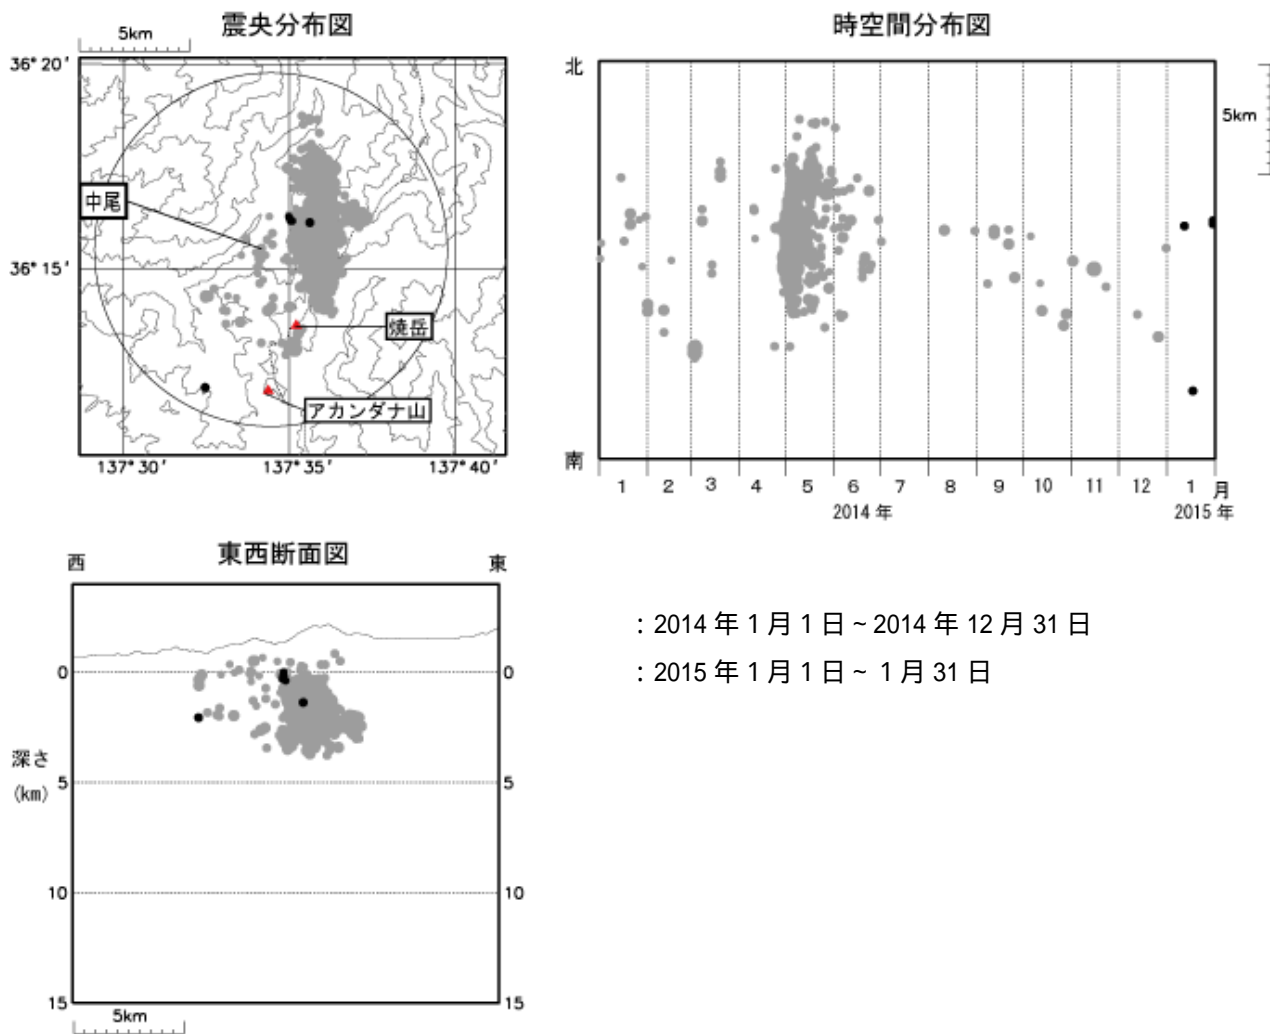 震央分布図
5km
36°20′
中尾
36°15′
焼岳
アカンダナ山
137°30′ 137°35′ 137°40′
時空間分布図
北
5km
南
1 2 3 4 5 6 7 8 9 10 11 12 1 月
2014 年 2015 年
東西断面図
西 東
0 0
深さ
(km)
5 5
10 10
15 15
5km
：2014 年 1 月 1 日 ~ 2014 年 12 月 31 日
：2015 年 1 月 1 日 ~ 1 月 31 日